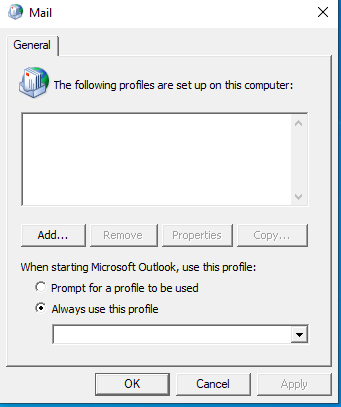 Mail
General
The following profiles are set up on this computer:
Add... Remove Properties Copy...
When starting Microsoft Outlook, use this profile:
Prompt for a profile to be used
Always use this profile
OK Cancel Apply